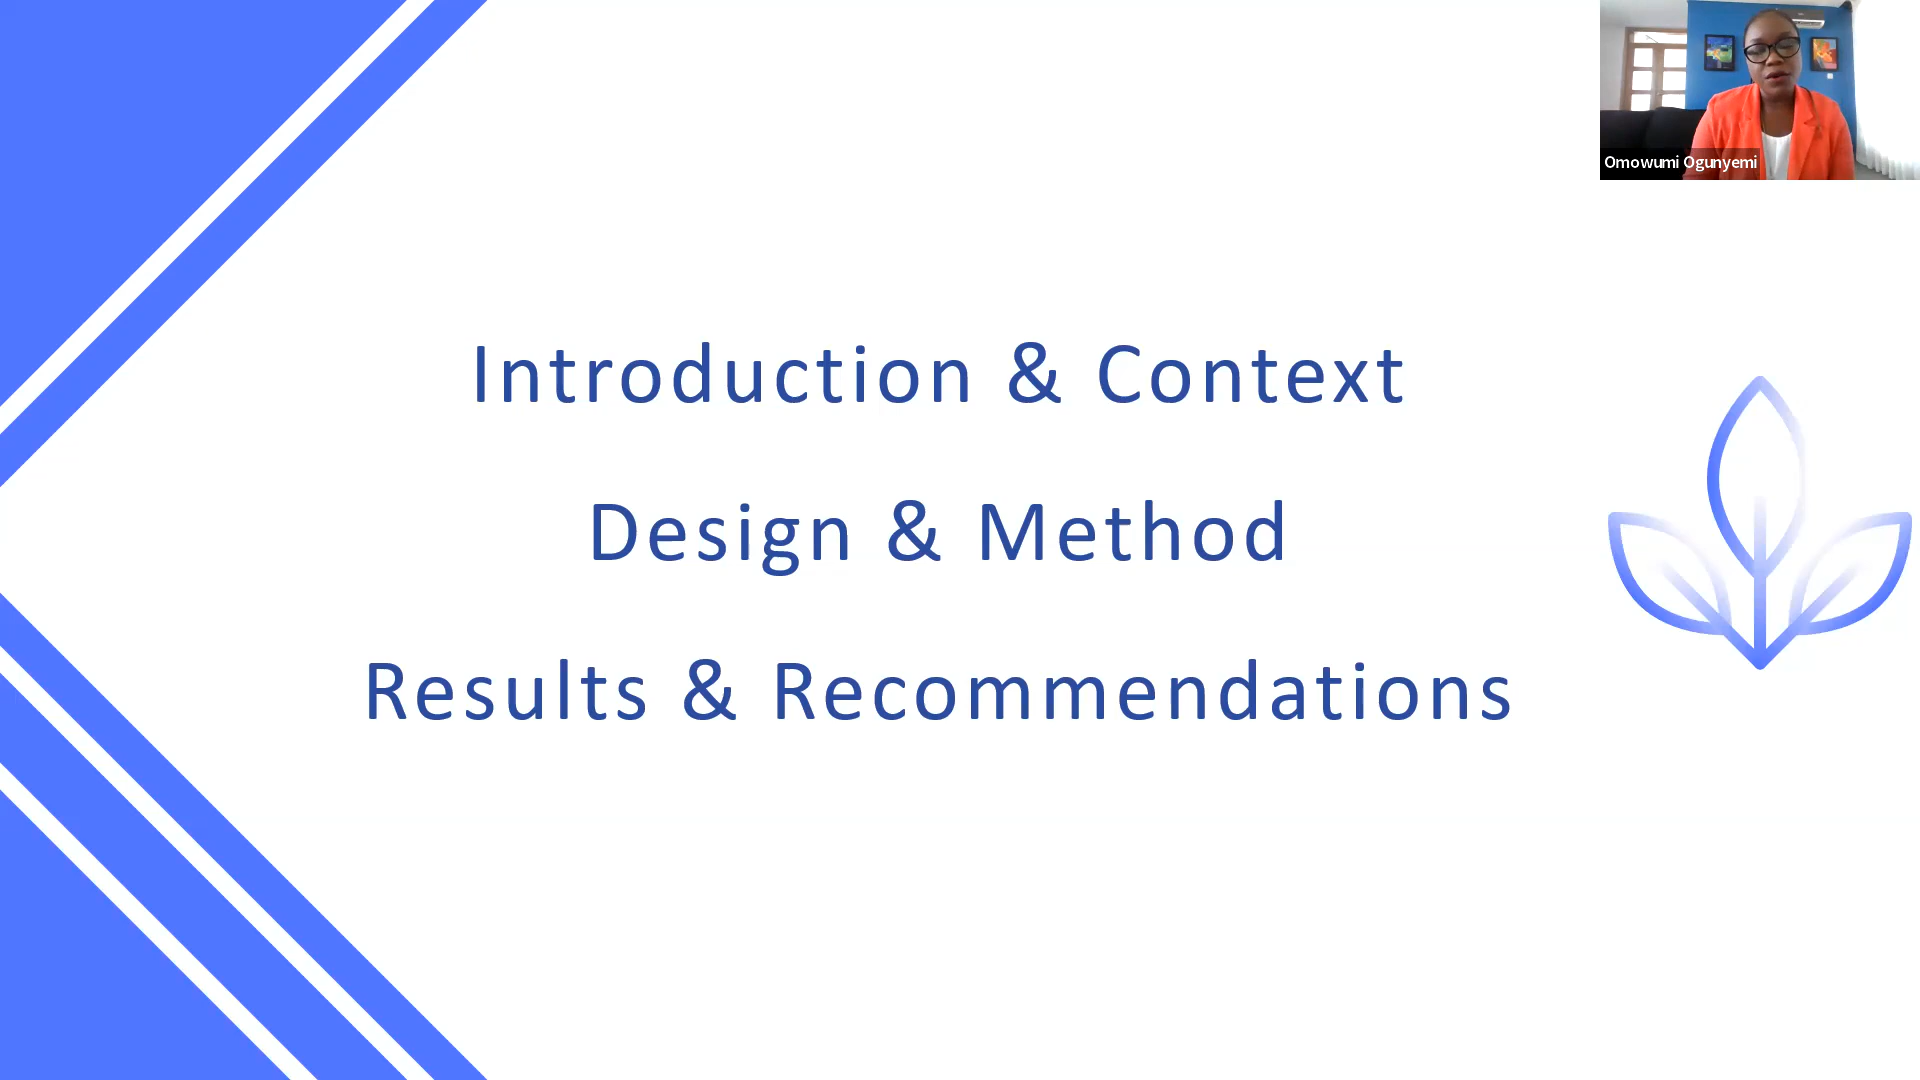 Omowumi Ogunyemi
Introduction & Context
Design & Method
Results & Recommendations